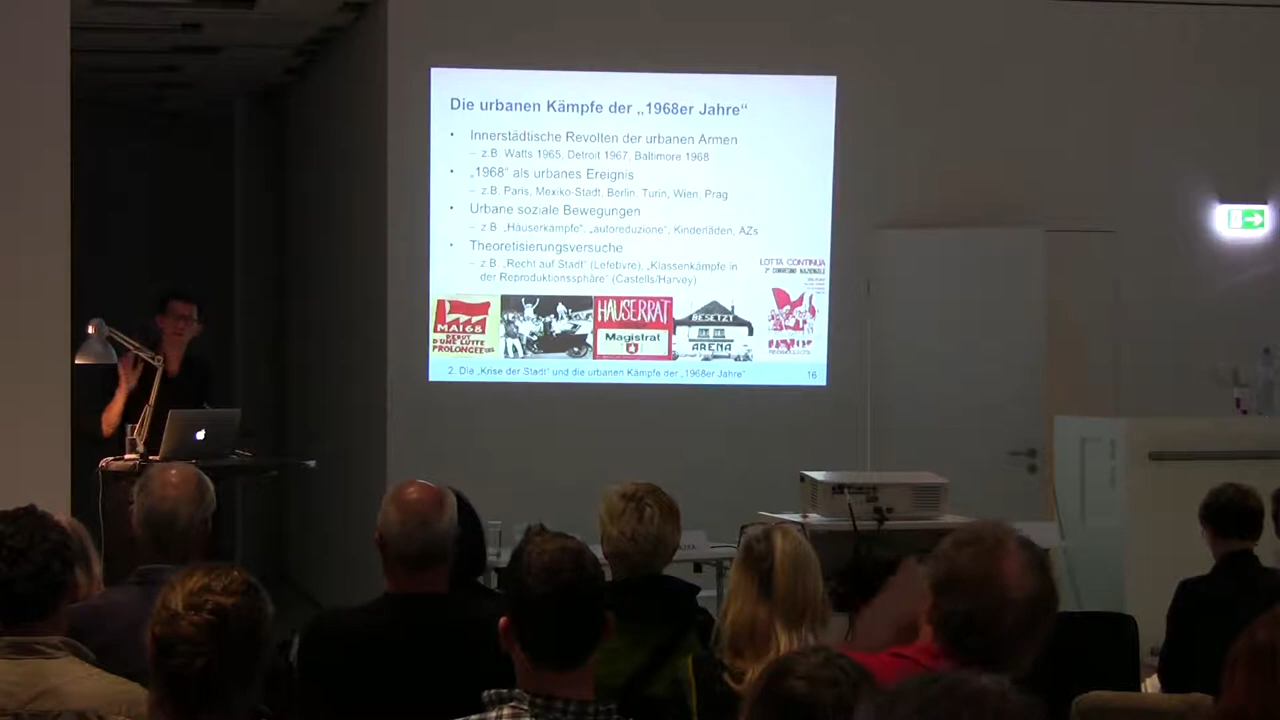 Die urbanen Kämpfe der „1968er Jahre“
• Innerstädtische Revolten der urbanen Armen
– z.B. Watts 1965, Detroit 1967, Baltimore 1968
• „1968“ als urbanes Ereignis
– z.B. Paris, Mexiko-Stadt, Berlin, Turin, Wien, Prag
• Urbane soziale Bewegungen
– z.B. „Häuserkämpfe“, „autoreduzione“, Kinderläden, AZs
• Theoretisierungsversuche
– z.B. „Recht auf Stadt“ (Lefebvre), „Klassenkämpfe in
der Reproduktionssphäre“ (Castells/Harvey)
LOTTA CONTINUA
MAI 68
DEBUT
D'UNE LUTTE
PROLONGEE
HÄUSERRAT
Magistrat
BESETZT
ARENA
2. Die „Krise der Stadt“ und die urbanen Kämpfe der „1968er Jahre“
16